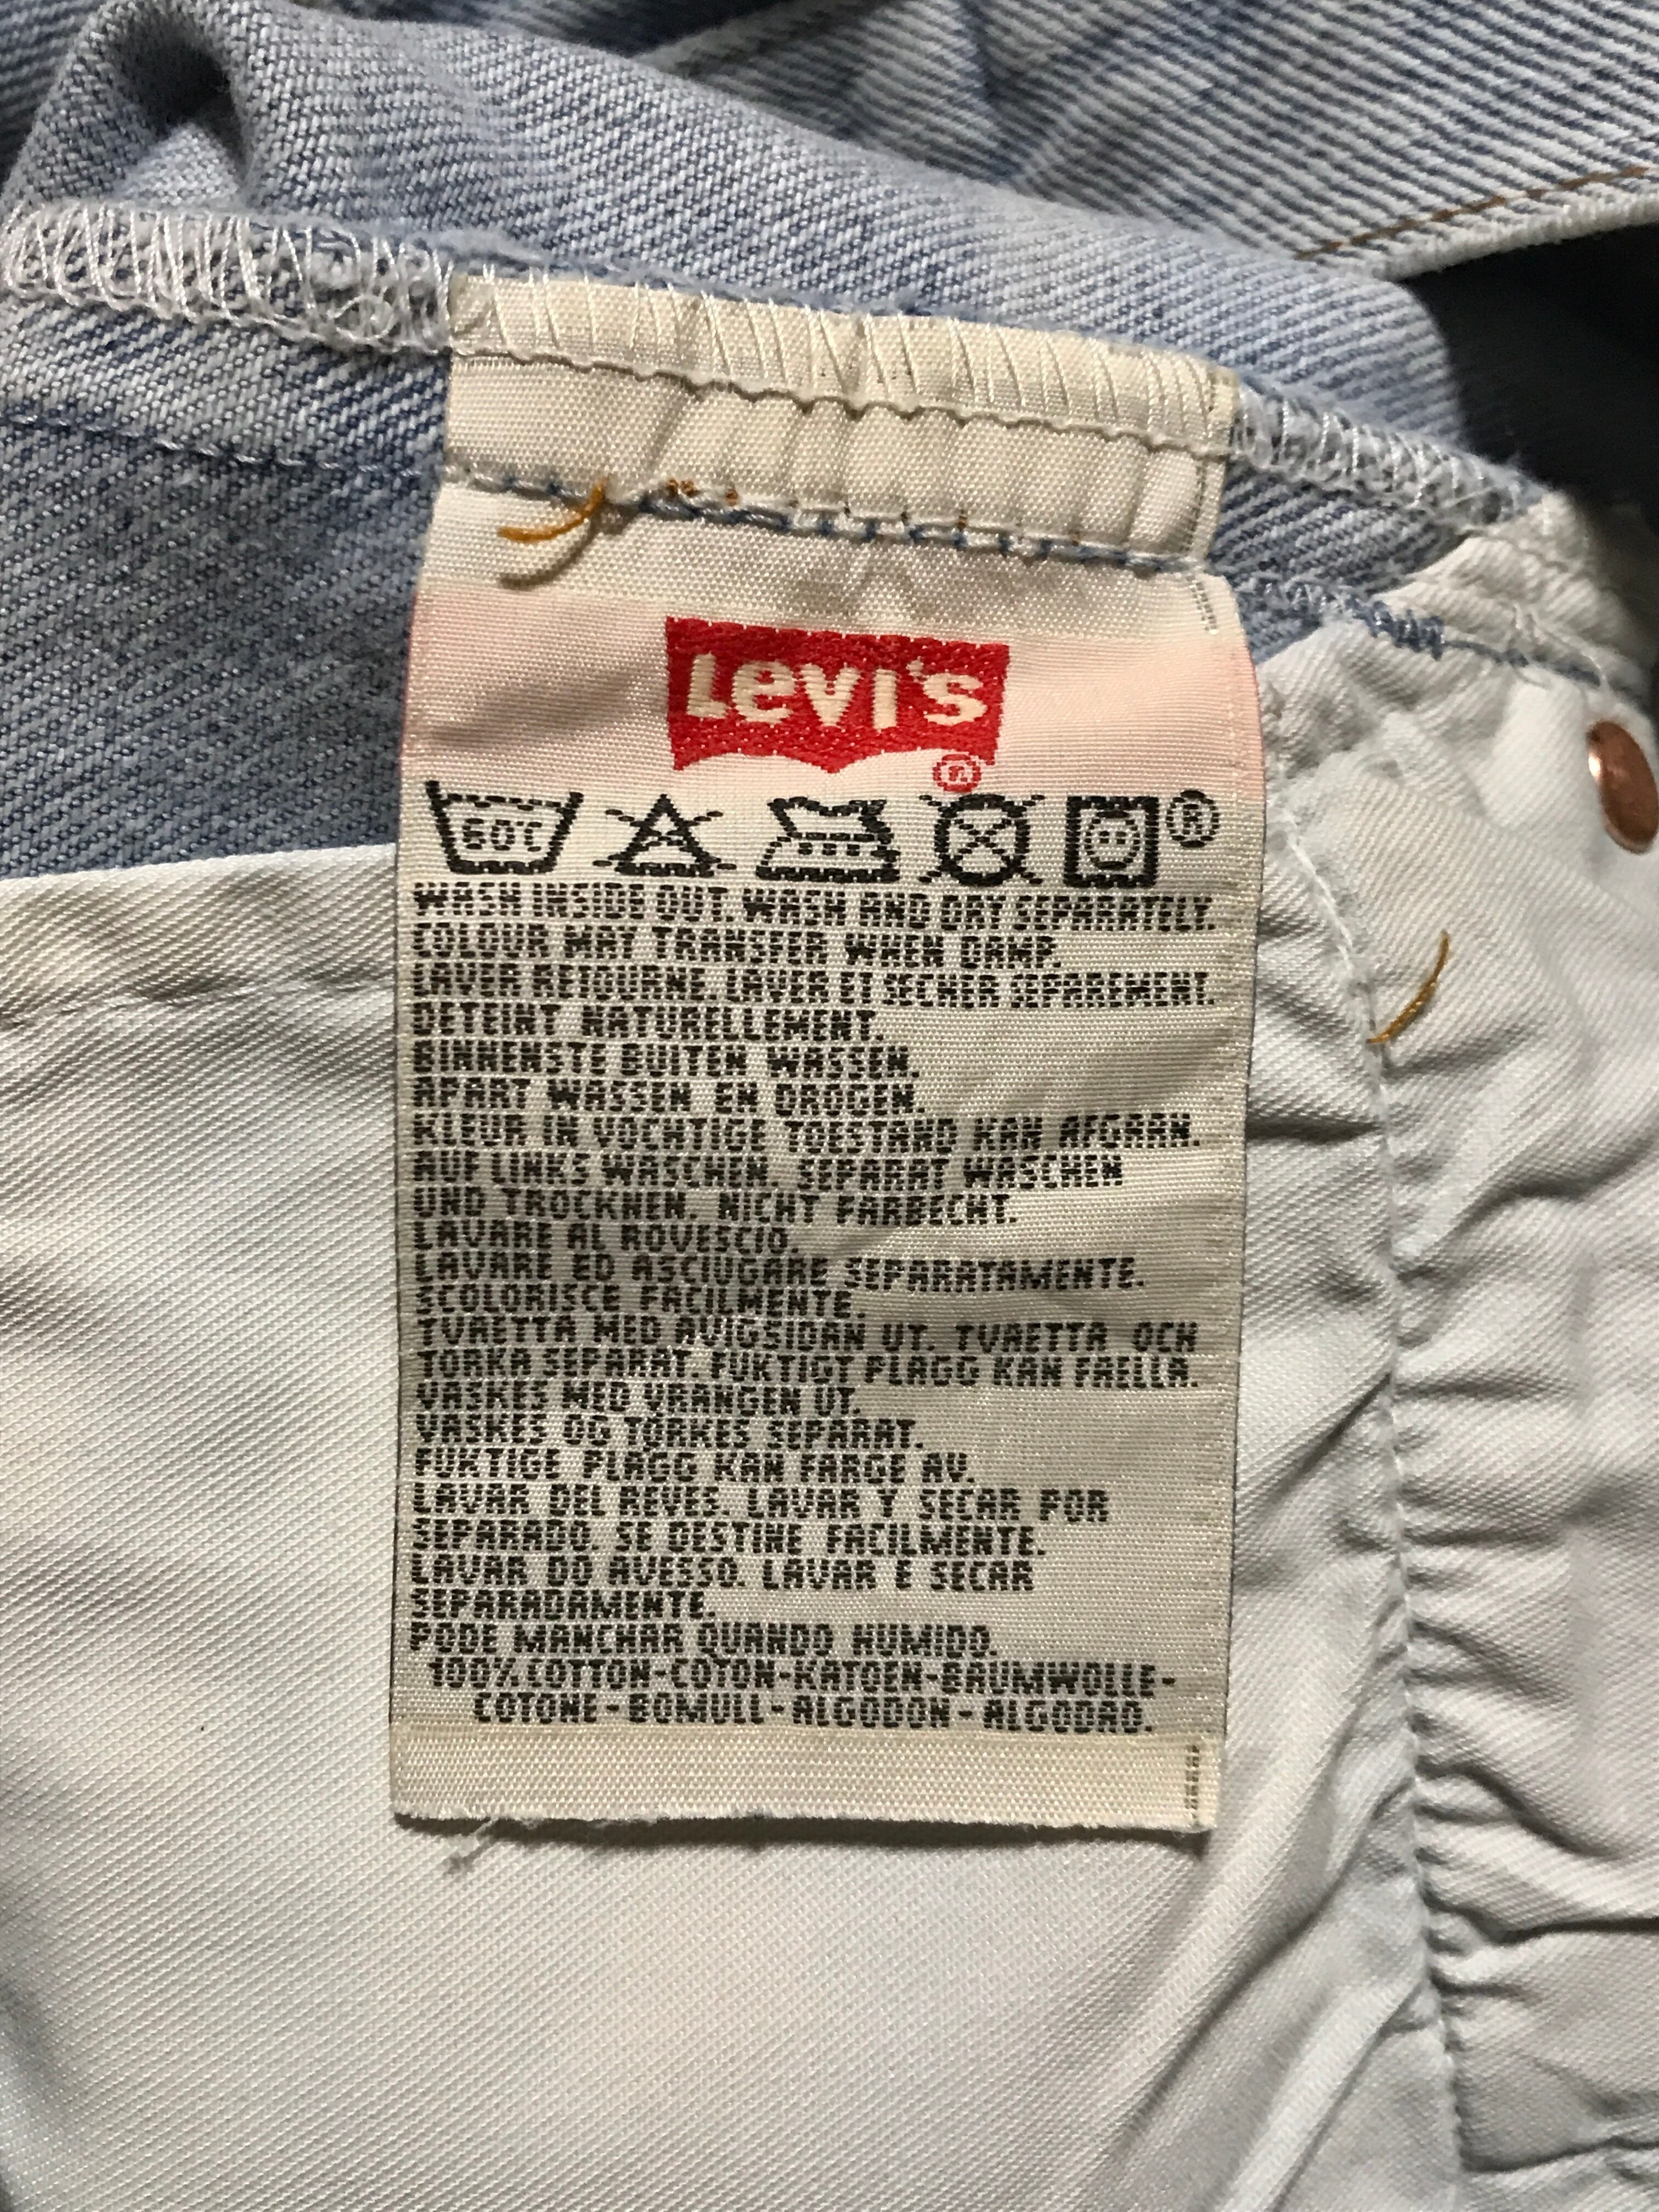 Levi's
®
60°C
®
WASH INSIDE OUT. WASH AND DRY SEPARATELY.
COLOUR MAY TRANSFER WHEN DAMP.
LAVER RETOURNE. LAVER ET SECHER SEPAREMENT.
DETEINT NATURELLEMENT.
BINNENSTE BUITEN WASSEN.
APART WASSEN EN DROGEN.
KLEUR IN VOCHTIGE TOESTAND KAN AFGAAN.
AUF LINKS WASCHEN. SEPARAT WASCHEN
UND TROCKNEN. NICHT FARBECHT.
LAVARE AL ROVESCIO.
LAVARE ED ASCIUGARE SEPARATAMENTE.
SCOLORISCE FACILMENTE.
TVAETTA MED AVIGSIDAN UT. TVAETTA OCH
TORKA SEPARAT. FUKTIGT PLAGG KAN FAELLA.
VASKES MED VRANGEN UT.
VASKES OG TORKES SEPARAT.
FUKTIGE PLAGG KAN FARGE AV.
LAVAR DEL REVES. LAVAR Y SECAR POR
SEPARADO. SE DESTINE FACILMENTE.
LAVAR DO AVESSO. LAVAR E SECAR
SEPARADAMENTE.
PODE MANCHAR QUANDO HUMIDO.
100% COTTON-COTON-KATOEN-BAUMWOLLE-
COTONE-BOMULL-ALGODON-ALGODAO.